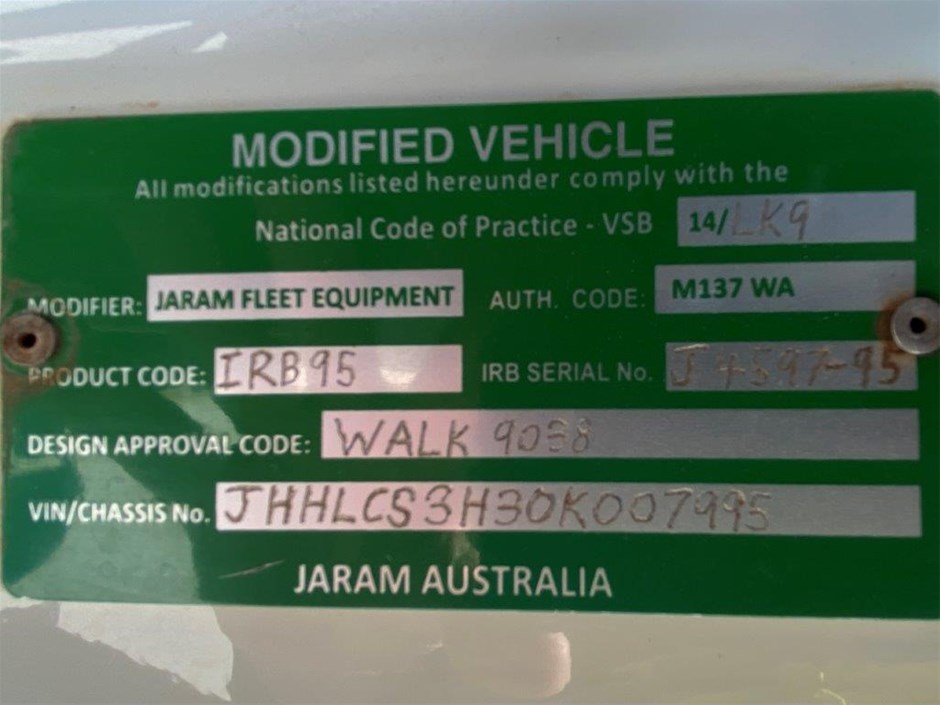 MODIFIED VEHICLE
All modifications listed hereunder comply with the
National Code of Practice - VSB 14/LK9
MODIFIER: JARAM FLEET EQUIPMENT AUTH. CODE: M137 WA
PRODUCT CODE: IRB95 IRB SERIAL No. J4597-95
DESIGN APPROVAL CODE: WALK 9038
VIN/CHASSIS No. JHHLCS3H30K007995
JARAM AUSTRALIA